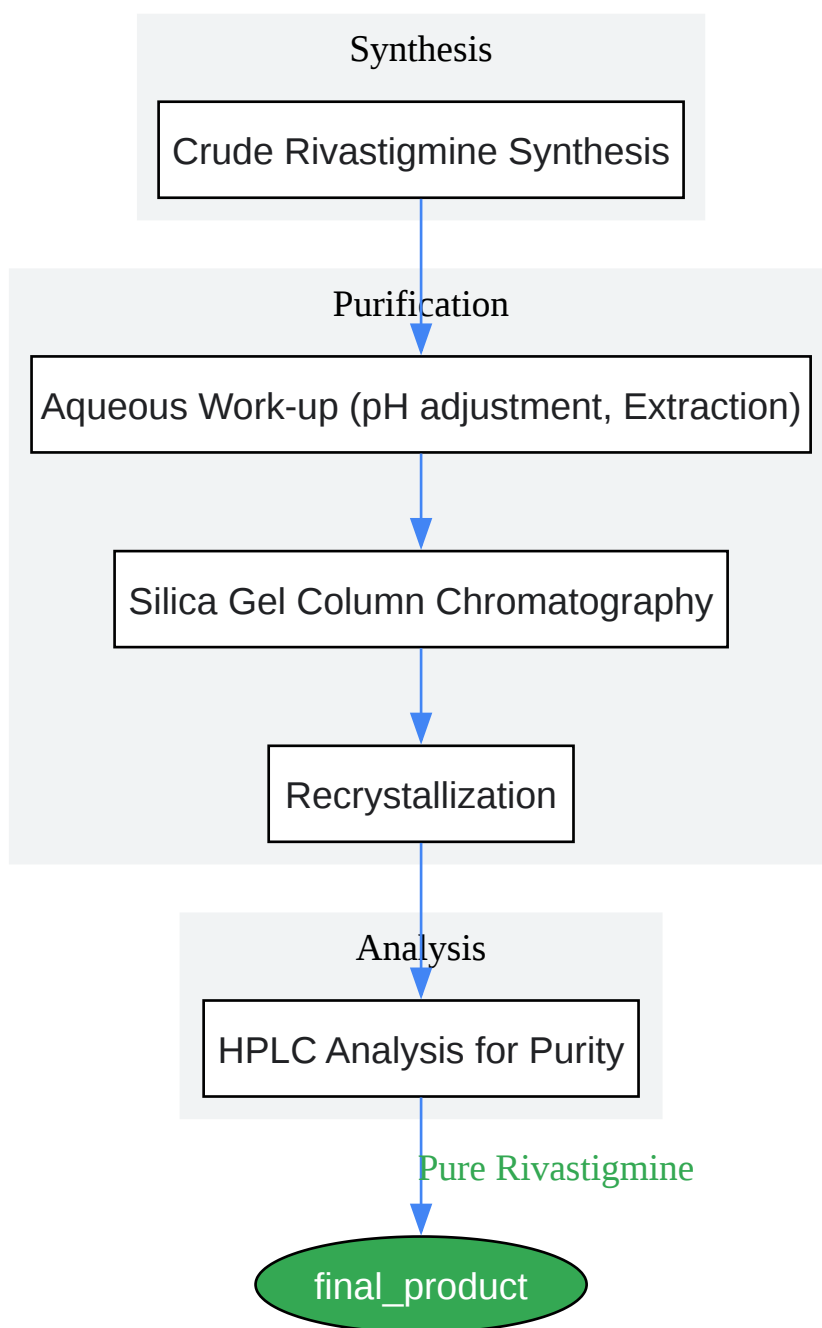 Synthesis
Crude Rivastigmine Synthesis
Purification
Aqueous Work-up (pH adjustment, Extraction)
Silica Gel Column Chromatography
Recrystallization
Analysis
HPLC Analysis for Purity
Pure Rivastigmine
final_product